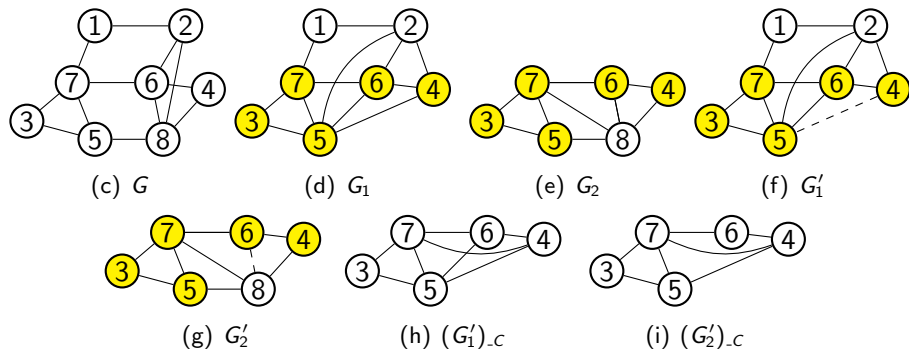 1 2 1 2 1 2
7 6 4 7 6 4 7 6 4 7 6 4
3 5 8 3 5 3 5 8 3 5
(c) G (d) G₁ (e) G₂ (f) G′₁
7 6 4 7 6 4 7 6 4
3 5 8 3 5 3 5
(g) G′₂ (h) (G′₁)_-C (i) (G′₂)_-C